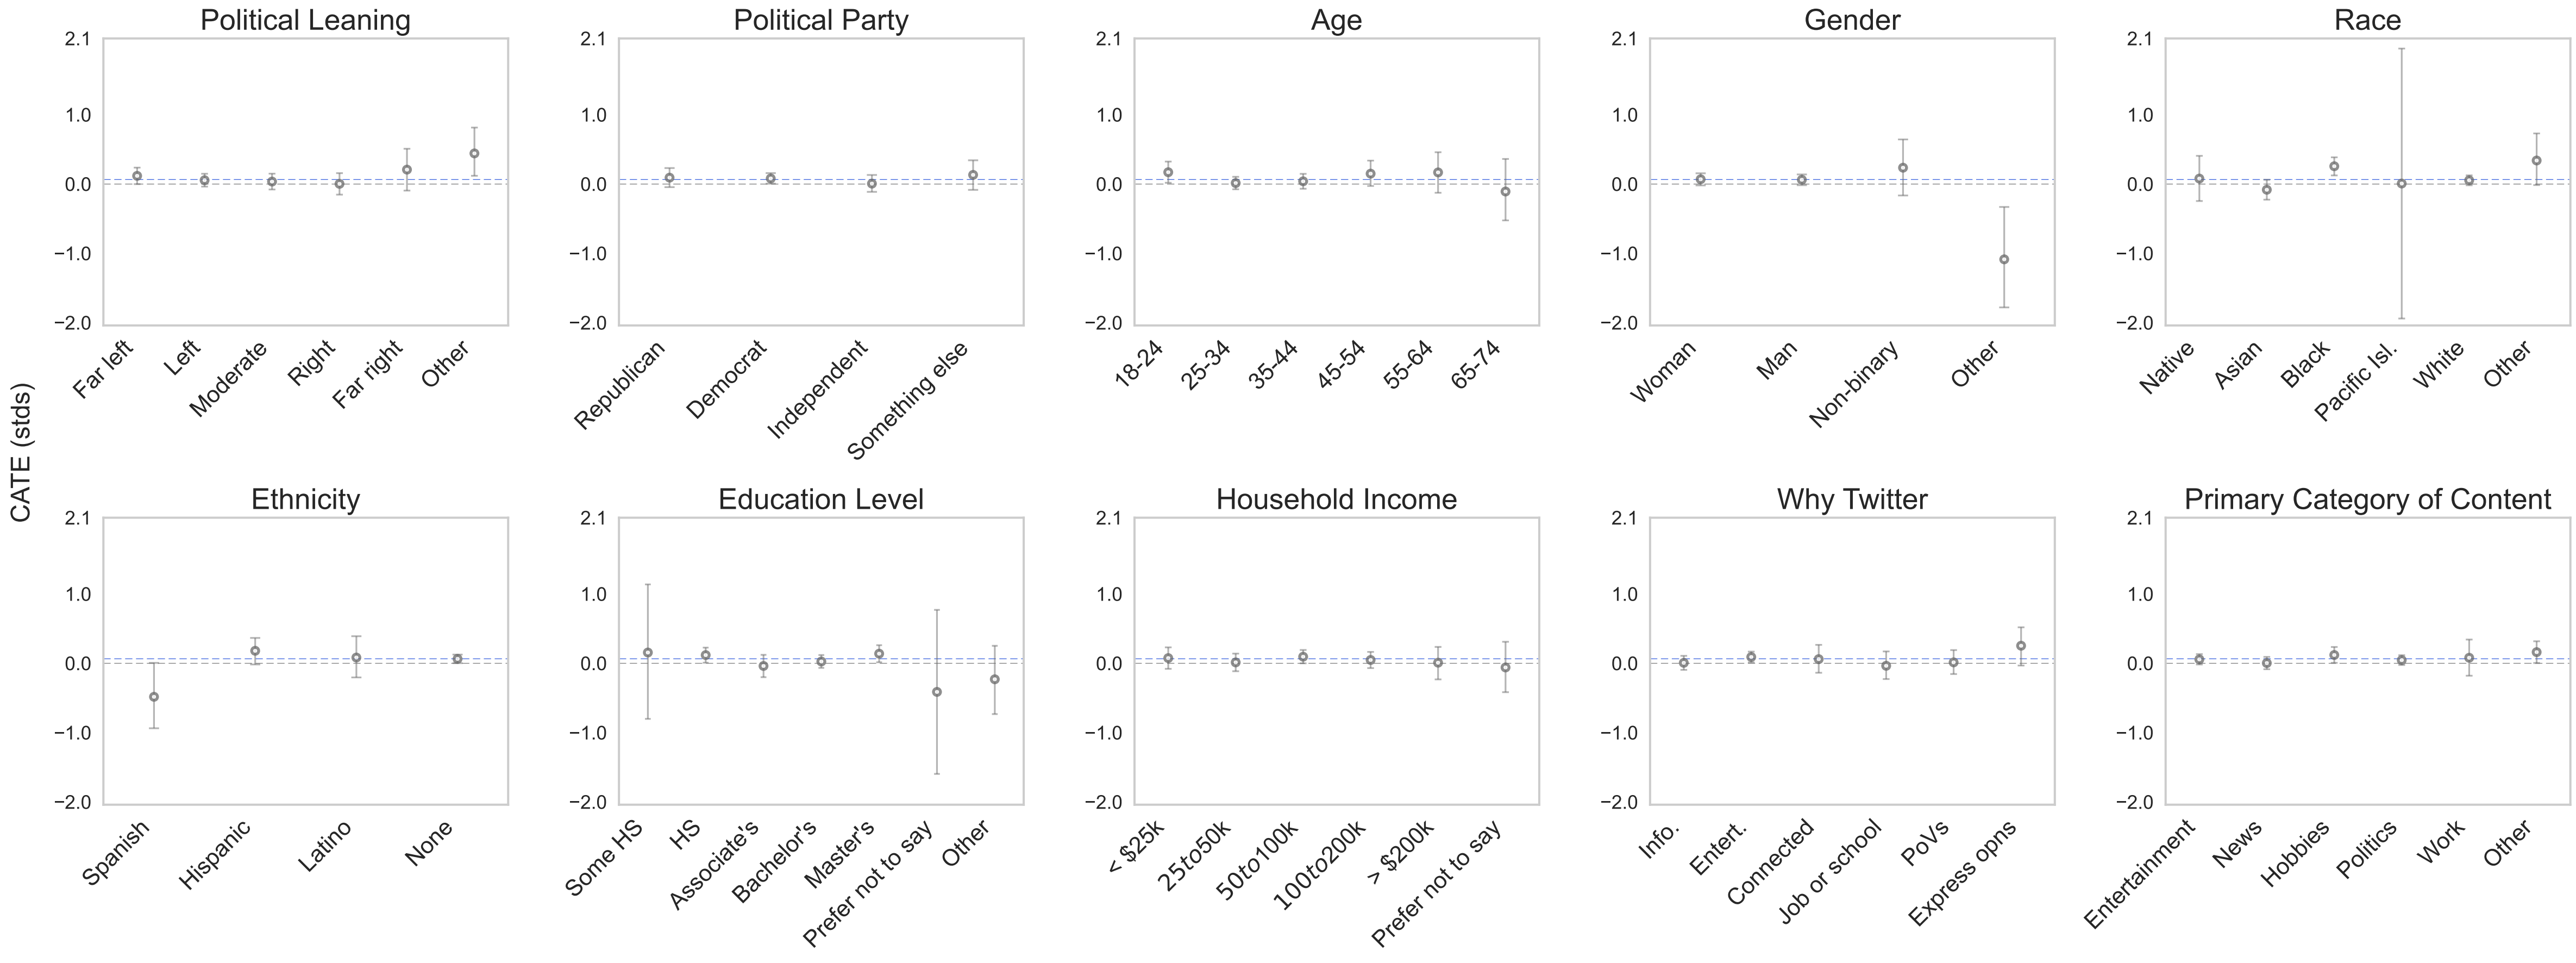 Political Leaning
Political Party
Age
Gender
Race
2.1
1.0
0.0
−1.0
−2.0
Far left
Left
Moderate
Right
Far right
Other
2.1
1.0
0.0
−1.0
−2.0
Republican
Democrat
Independent
Something else
2.1
1.0
0.0
−1.0
−2.0
18-24
25-34
35-44
45-54
55-64
65-74
2.1
1.0
0.0
−1.0
−2.0
Woman
Man
Non-binary
Other
2.1
1.0
0.0
−1.0
−2.0
Native
Asian
Black
Pacific Isl.
White
Other
CATE (stds)
Ethnicity
Education Level
Household Income
Why Twitter
Primary Category of Content
2.1
1.0
0.0
−1.0
−2.0
Spanish
Hispanic
Latino
None
2.1
1.0
0.0
−1.0
−2.0
Some HS
HS
Associate's
Bachelor's
Master's
Prefer not to say
Other
2.1
1.0
0.0
−1.0
−2.0
< $25k
25to50k
50to100k
100to200k
> $200k
Prefer not to say
2.1
1.0
0.0
−1.0
−2.0
Info.
Entert.
Connected
Job or school
PoVs
Express opns
2.1
1.0
0.0
−1.0
−2.0
Entertainment
News
Hobbies
Politics
Work
Other